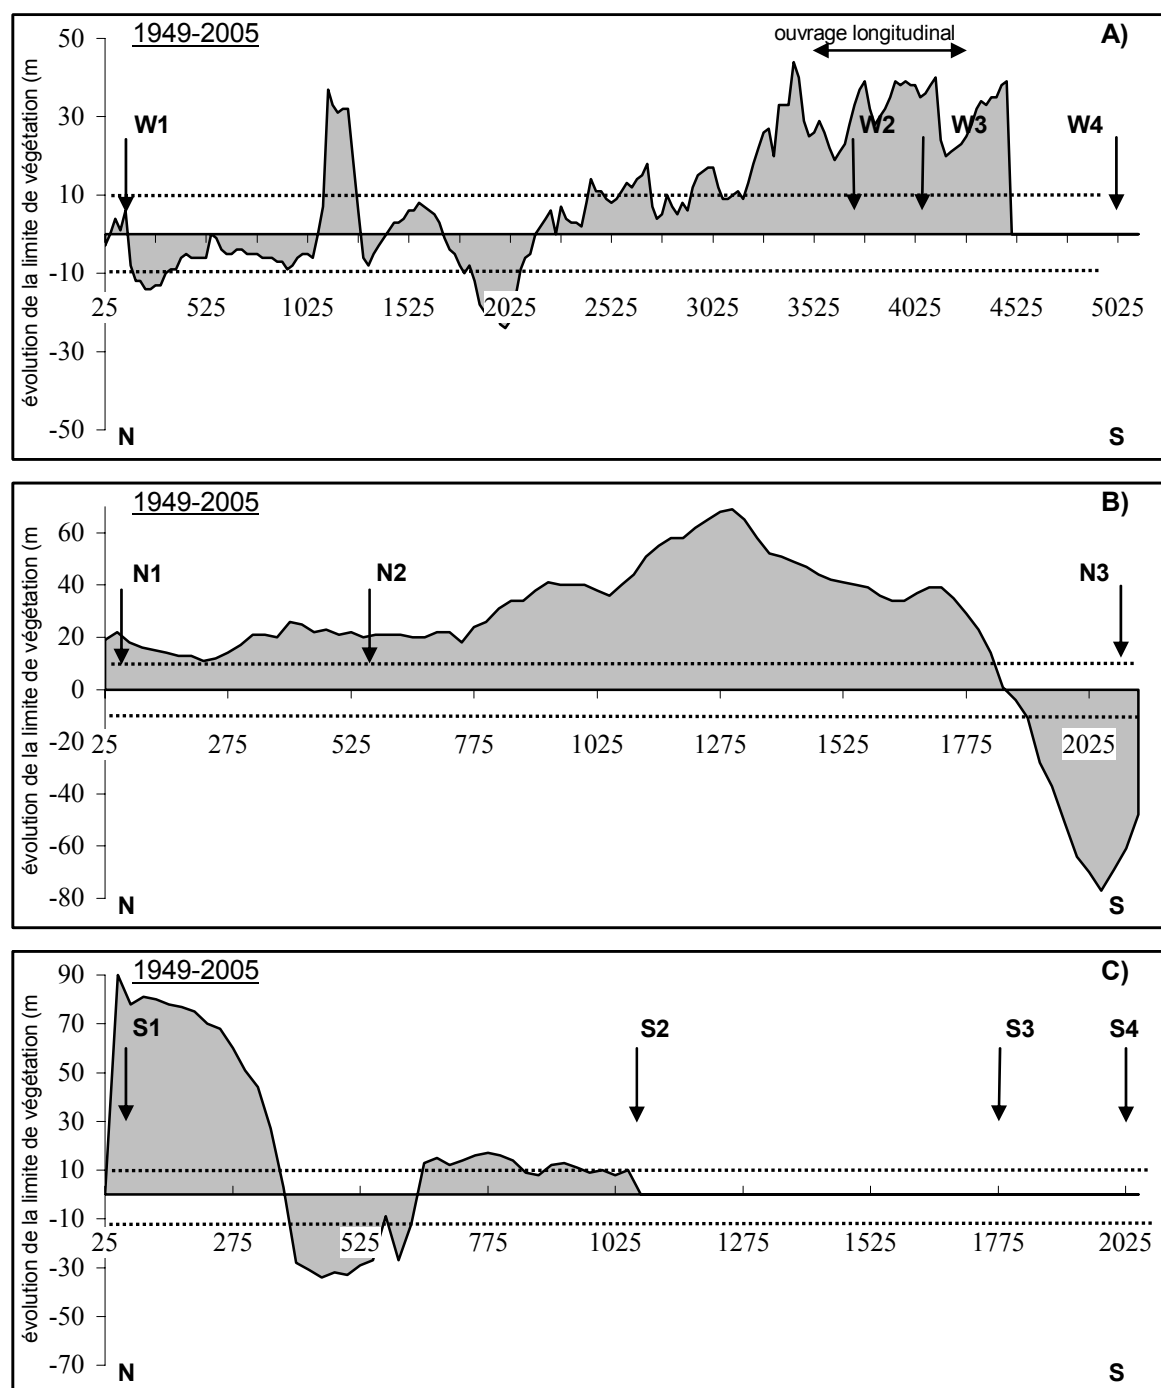 1949-2005
A)
ouvrage longitudinal
évolution de la limite de végétation (m
50
30
10
-10
-30
-50
W1
W2
W3
W4
25 525 1025 1525 2025 2525 3025 3525 4025 4525 5025
N
S
1949-2005
B)
évolution de la limite de végétation (m
60
40
20
0
-20
-40
-60
-80
N1
N2
N3
25 275 525 775 1025 1275 1525 1775 2025
N
S
1949-2005
C)
évolution de la limite de végétation (m
90
70
50
30
10
-10
-30
-50
-70
S1
S2
S3
S4
25 275 525 775 1025 1275 1525 1775 2025
N
S